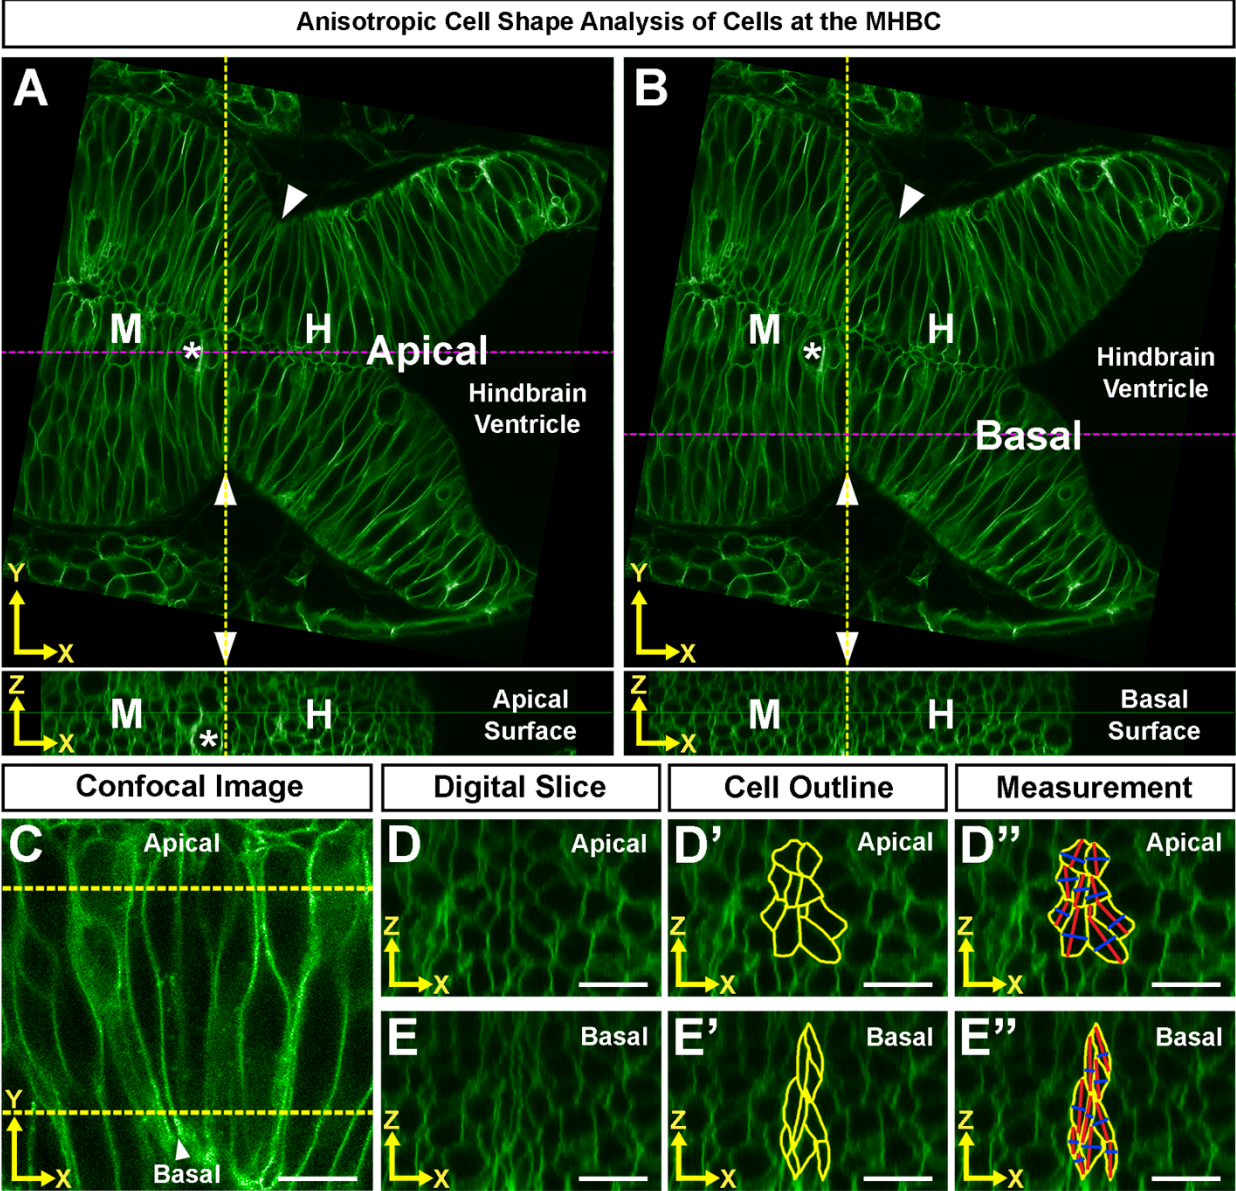 Anisotropic Cell Shape Analysis of Cells at the MHBC
A
M
*
H
Apical
Hindbrain
Ventricle
Y
X
Z
X
M
*
H
Apical
Surface
B
M
*
H
Hindbrain
Ventricle
Basal
Y
X
Z
X
M
H
Basal
Surface
Confocal Image
Digital Slice
Cell Outline
Measurement
C
Apical
Y
X
Basal
D
Apical
Z
X
D’
Apical
Z
X
D’’
Apical
Z
X
E
Basal
Z
X
E’
Basal
Z
X
E’’
Basal
Z
X